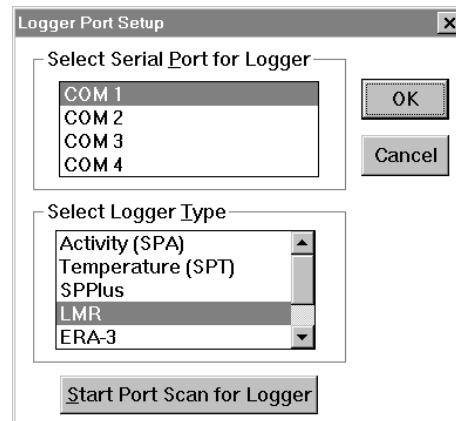 Logger Port Setup
Select Serial Port for Logger
COM 1
COM 2
COM 3
COM 4
OK
Cancel
Select Logger Type
Activity (SPA)
Temperature (SPT)
SPPlus
LMR
ERA-3
Start Port Scan for Logger